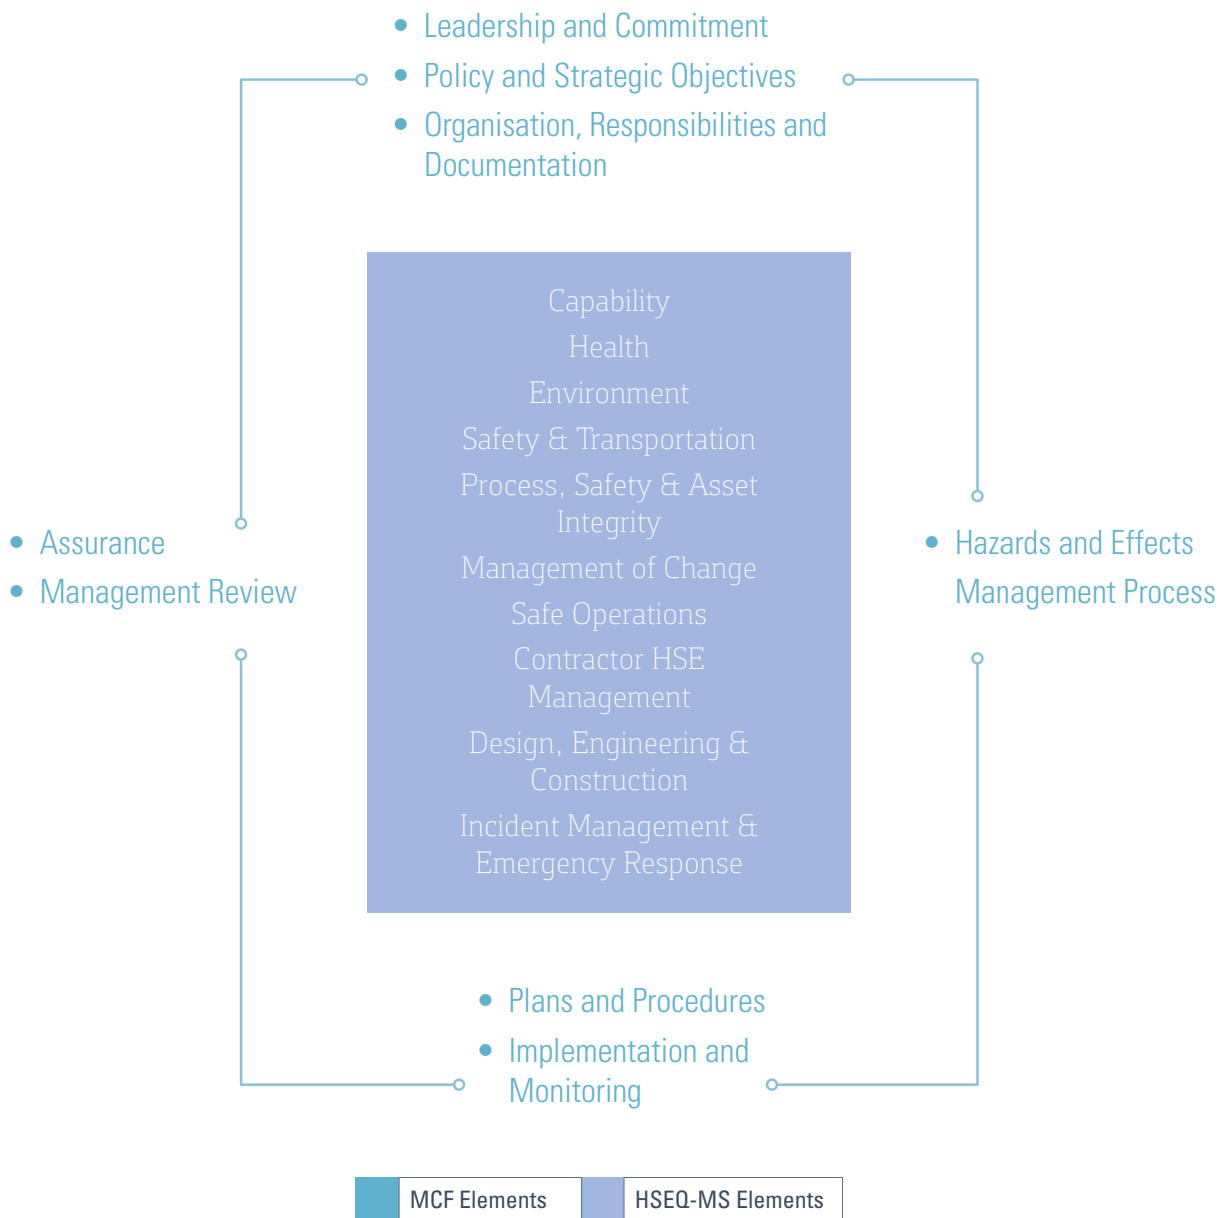 • Leadership and Commitment
• Policy and Strategic Objectives
• Organisation, Responsibilities and
Documentation
Capability
Health
Environment
Safety & Transportation
Process, Safety & Asset
Integrity
Management of Change
Safe Operations
Contractor HSE
Management
Design, Engineering &
Construction
Incident Management &
Emergency Response
• Assurance
• Management Review
• Hazards and Effects
Management Process
• Plans and Procedures
• Implementation and
Monitoring
MCF Elements
HSEQ-MS Elements